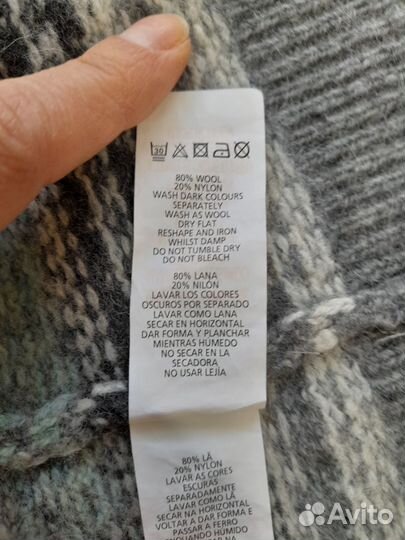 30
80% WOOL
20% NYLON
WASH DARK COLOURS
SEPARATELY
WASH AS WOOL
DRY FLAT
RESHAPE AND IRON
WHILST DAMP
DO NOT TUMBLE DRY
DO NOT BLEACH
80% LANA
20% NILÓN
LAVAR LOS COLORES
OSCUROS POR SEPARADO
LAVAR COMO LANA
SECAR EN HORIZONTAL
DAR FORMA Y PLANCHAR
MIENTRAS HÚMEDO
NO SECAR EN LA
SECADORA
NO USAR LEJÍA
80% LÃ
20% NYLON
LAVAR AS CORES
ESCURAS
SEPARADAMENTE
LAVAR COMO LÃ
SECAR NA HORIZONTAL
VOLTAR A DAR FORMA E
PASSAR A FERRO
ENQUANTO HÚMIDO
SECAR NA
Avito